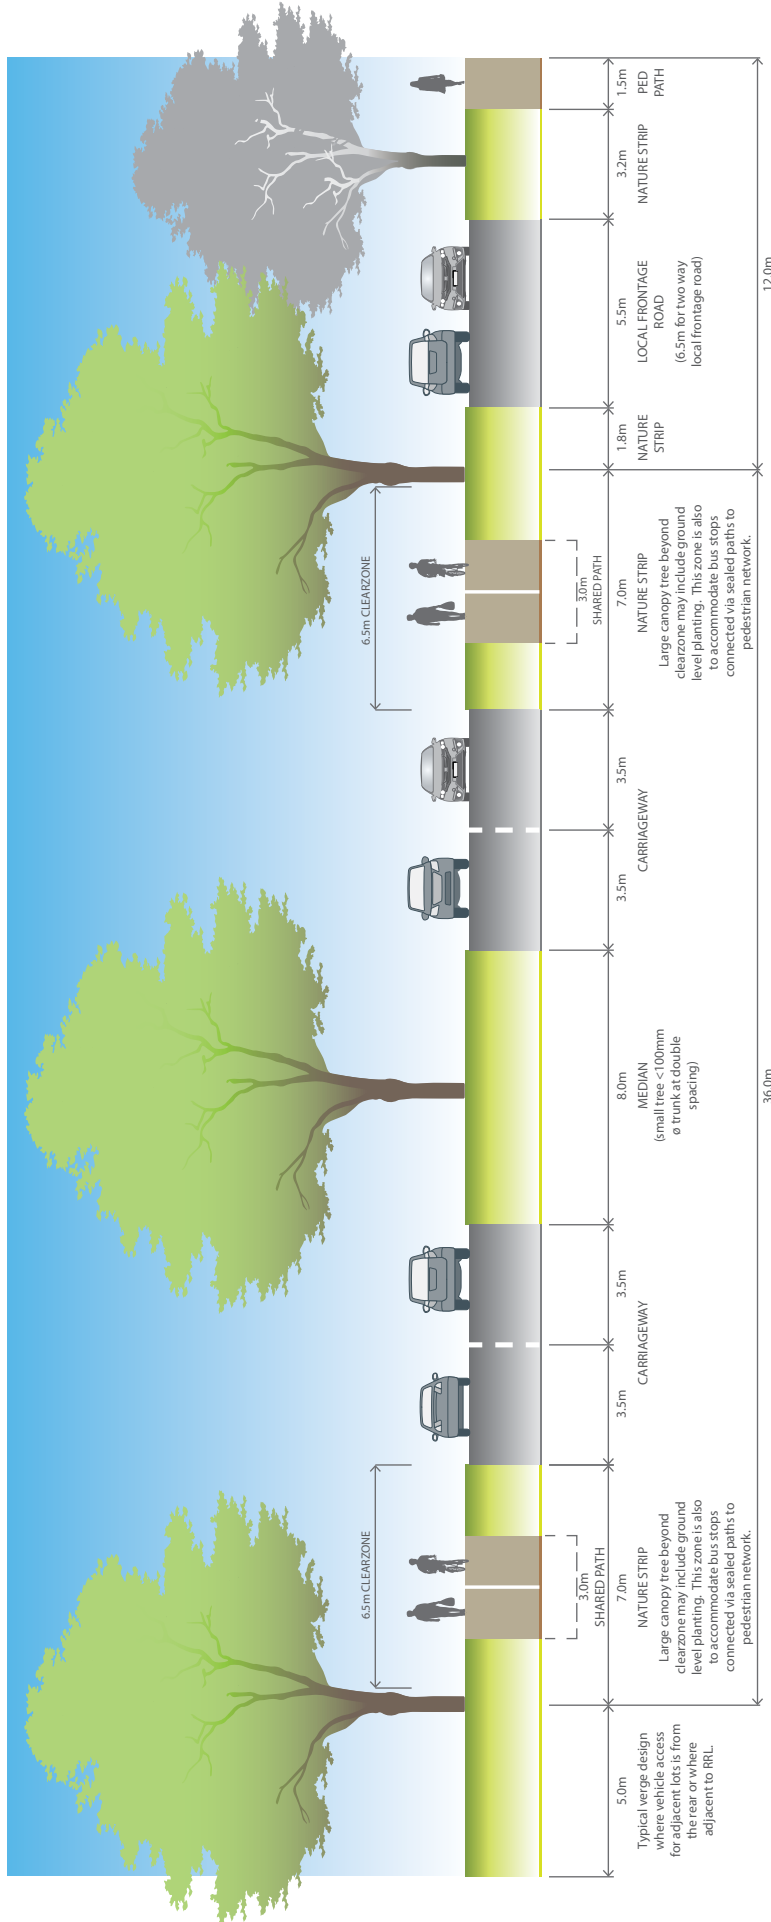 6.5m CLEARZONE
6.5m CLEARZONE
3.0m
SHARED PATH
3.0m
SHARED PATH
5.0m
7.0m
3.5m
3.5m
8.0m
3.5m
3.5m
7.0m
1.8m
5.5m
3.2m
1.5m
Typical verge design
where vehicle access
for adjacent lots is from
the rear or where
adjacent to RRL.
NATURE STRIP
Large canopy tree beyond
clearzone may include ground
level planting. This zone is also
to accommodate bus stops
connected via sealed paths to
pedestrian network.
CARRIAGEWAY
MEDIAN
(small tree <100mm
ø trunk at double
spacing)
CARRIAGEWAY
NATURE STRIP
Large canopy tree beyond
clearzone may include ground
level planting. This zone is also
to accommodate bus stops
connected via sealed paths to
pedestrian network.
NATURE
STRIP
LOCAL FRONTAGE
ROAD
(6.5m for two way
local frontage road)
NATURE STRIP
PED
PATH
36.0m
12.0m